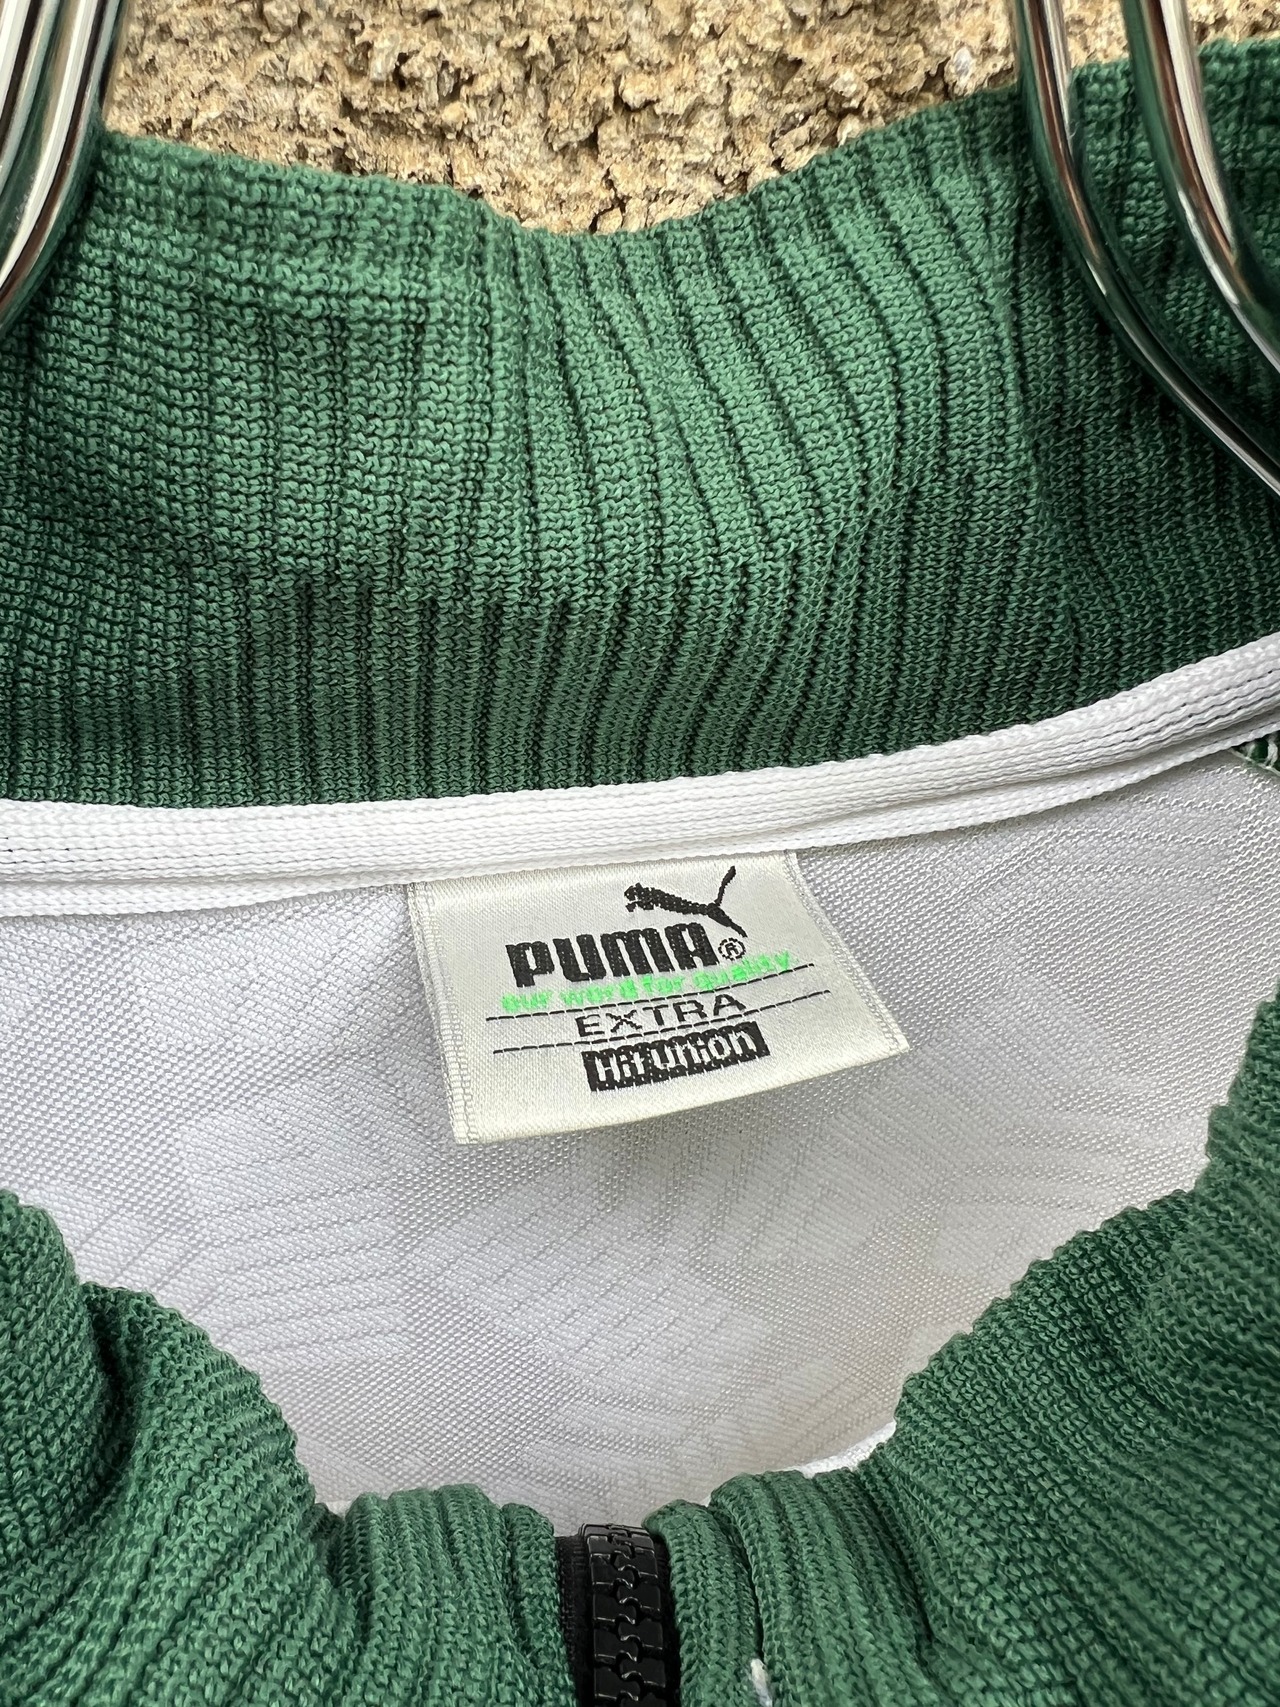 PUMA®
our word for quality.
EXTRA
Hit union